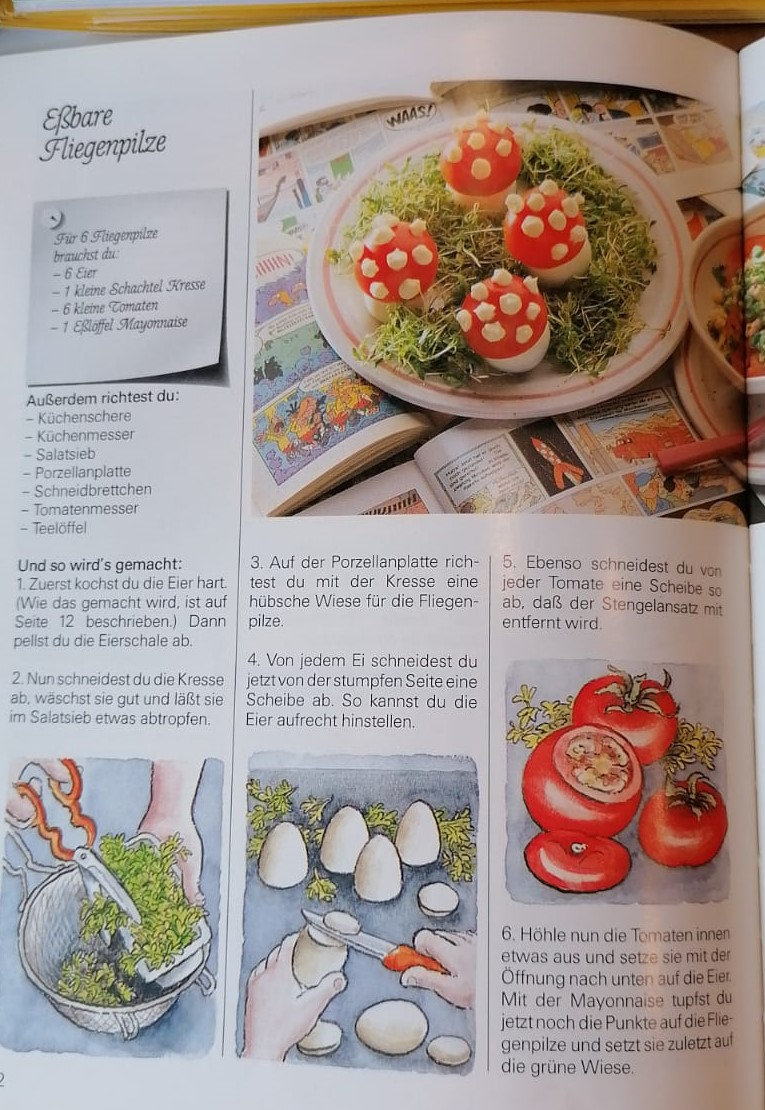 Eßbare
Fliegenpilze
Für 6 Fliegenpilze
brauchst du:
– 6 Eier
– 1 kleine Schachtel Kresse
– 6 kleine Tomaten
– 1 Eßlöffel Mayonnaise
Außerdem richtest du:
– Küchenschere
– Küchenmesser
– Salatsieb
– Porzellanplatte
– Schneidbrettchen
– Tomatenmesser
– Teelöffel
Und so wird's gemacht:
1. Zuerst kochst du die Eier hart.
(Wie das gemacht wird, ist auf
Seite 12 beschrieben.) Dann
pellst du die Eierschale ab.
2. Nun schneidest du die Kresse
ab, wäschst sie gut und läßt sie
im Salatsieb etwas abtropfen.
WAAS!
3. Auf der Porzellanplatte rich-
test du mit der Kresse eine
hübsche Wiese für die Fliegen-
pilze.
4. Von jedem Ei schneidest du
jetzt von der stumpfen Seite eine
Scheibe ab. So kannst du die
Eier aufrecht hinstellen.
5. Ebenso schneidest du von
jeder Tomate eine Scheibe so
ab, daß der Stengelansatz mit
entfernt wird.
6. Höhle nun die Tomaten innen
etwas aus und setze sie mit der
Öffnung nach unten auf die Eier.
Mit der Mayonnaise tupfst du
jetzt noch die Punkte auf die Flie-
genpilze und setzt sie zuletzt auf
die grüne Wiese.
2